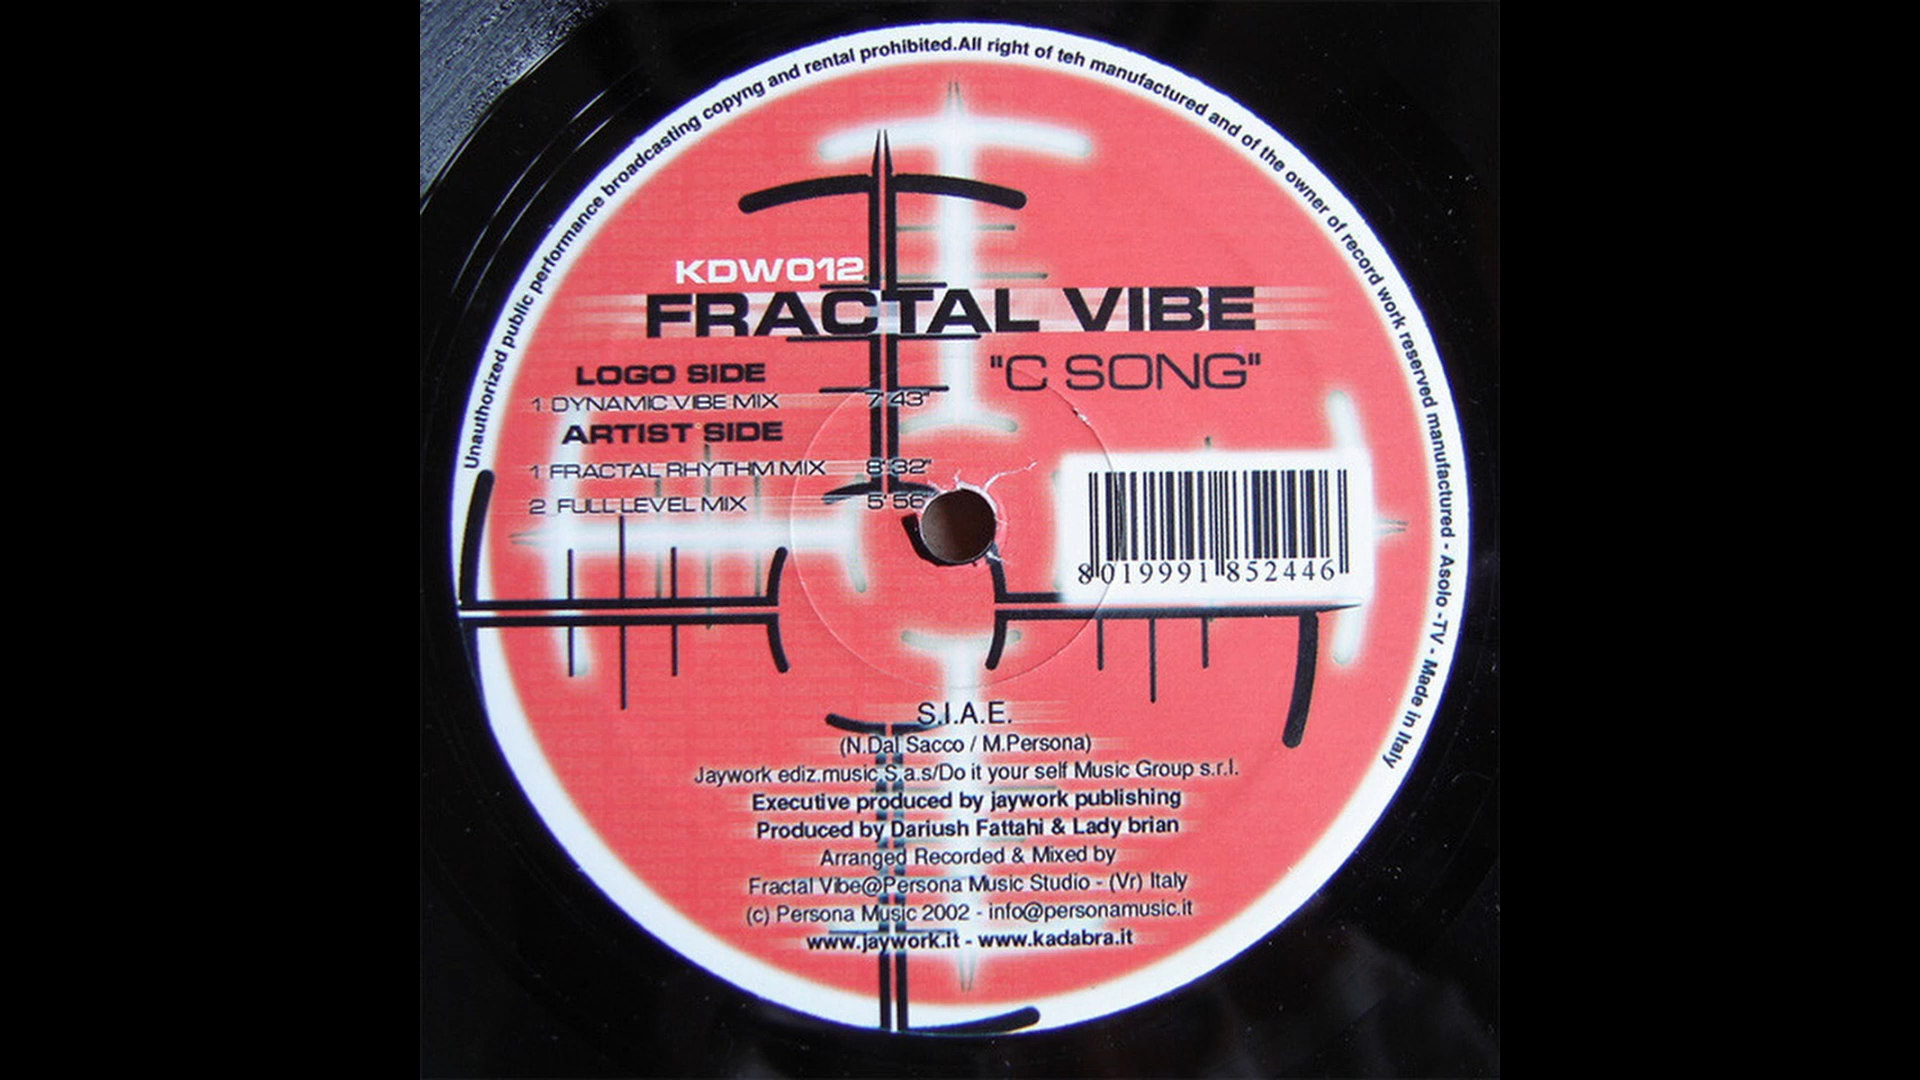 Unauthorized public performance broadcasting copyng and rental prohibited.All right of teh manufactured and of the owner of record work reserved manufactured - Asolo -TV - Made in Italy
KDW012
FRACTAL VIBE
"C SONG"
LOGO SIDE
1 DYNAMIC VIBE MIX 7'43"
ARTIST SIDE
1 FRACTAL RHYTHM MIX 8'32"
2 FULL LEVEL MIX 5'56
8019991852446
S.I.A.E.
(N.Dal Sacco / M.Persona)
Jaywork ediz.music S.a.s/Do it your self Music Group s.r.l.
Executive produced by jaywork publishing
Produced by Dariush Fattahi & Lady brian
Arranged Recorded & Mixed by
Fractal Vibe@Persona Music Studio - (Vr) Italy
(c) Persona Music 2002 - info@personamusic.it
www.jaywork.it - www.kadabra.it